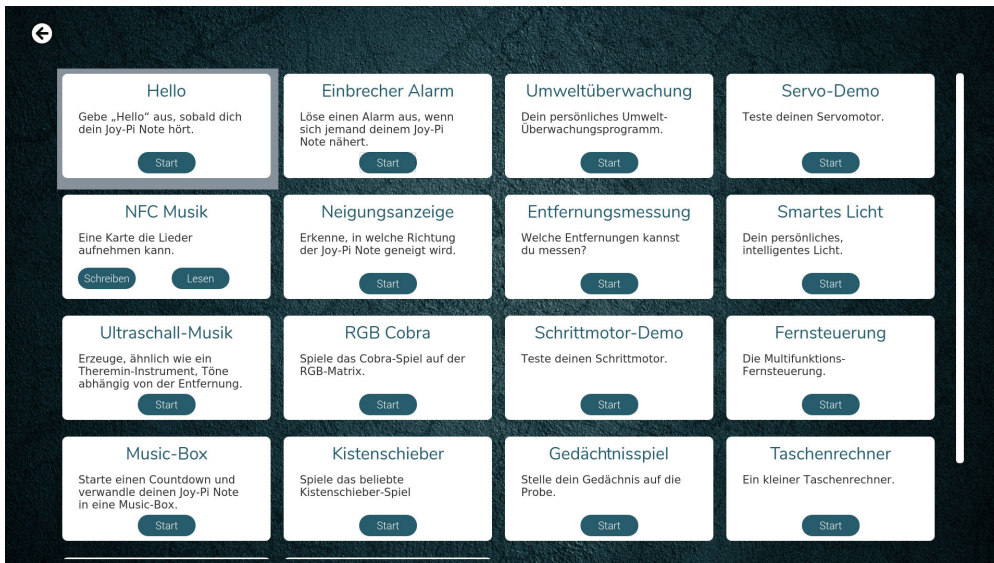 Hello
Gebe „Hello“ aus, sobald dich
dein Joy-Pi Note hört.
Start
Einbrecher Alarm
Löse einen Alarm aus, wenn
sich jemand deinem Joy-Pi
Note nähert.
Start
Umweltüberwachung
Dein persönliches Umwelt-
Überwachungsprogramm.
Start
Servo-Demo
Teste deinen Servomotor.
Start
NFC Musik
Eine Karte die Lieder
aufnehmen kann.
Schreiben
Lesen
Neigungsanzeige
Erkenne, in welche Richtung
der Joy-Pi Note geneigt wird.
Start
Entfernungsmessung
Welche Entfernungen kannst
du messen?
Start
Smartes Licht
Dein persönliches,
intelligentes Licht.
Start
Ultraschall-Musik
Erzeuge, ähnlich wie ein
Theremin-Instrument, Töne
abhängig von der Entfernung.
Start
RGB Cobra
Spiele das Cobra-Spiel auf der
RGB-Matrix.
Start
Schrittmotor-Demo
Teste deinen Schrittmotor.
Start
Fernsteuerung
Die Multifunktions-
Fernsteuerung.
Start
Music-Box
Starte einen Countdown und
verwandle deinen Joy-Pi Note
in eine Music-Box.
Start
Kistenschieber
Spiele das beliebte
Kistenschieber-Spiel
Start
Gedächtnisspiel
Stelle dein Gedächnis auf die
Probe.
Start
Taschenrechner
Ein kleiner Taschenrechner.
Start